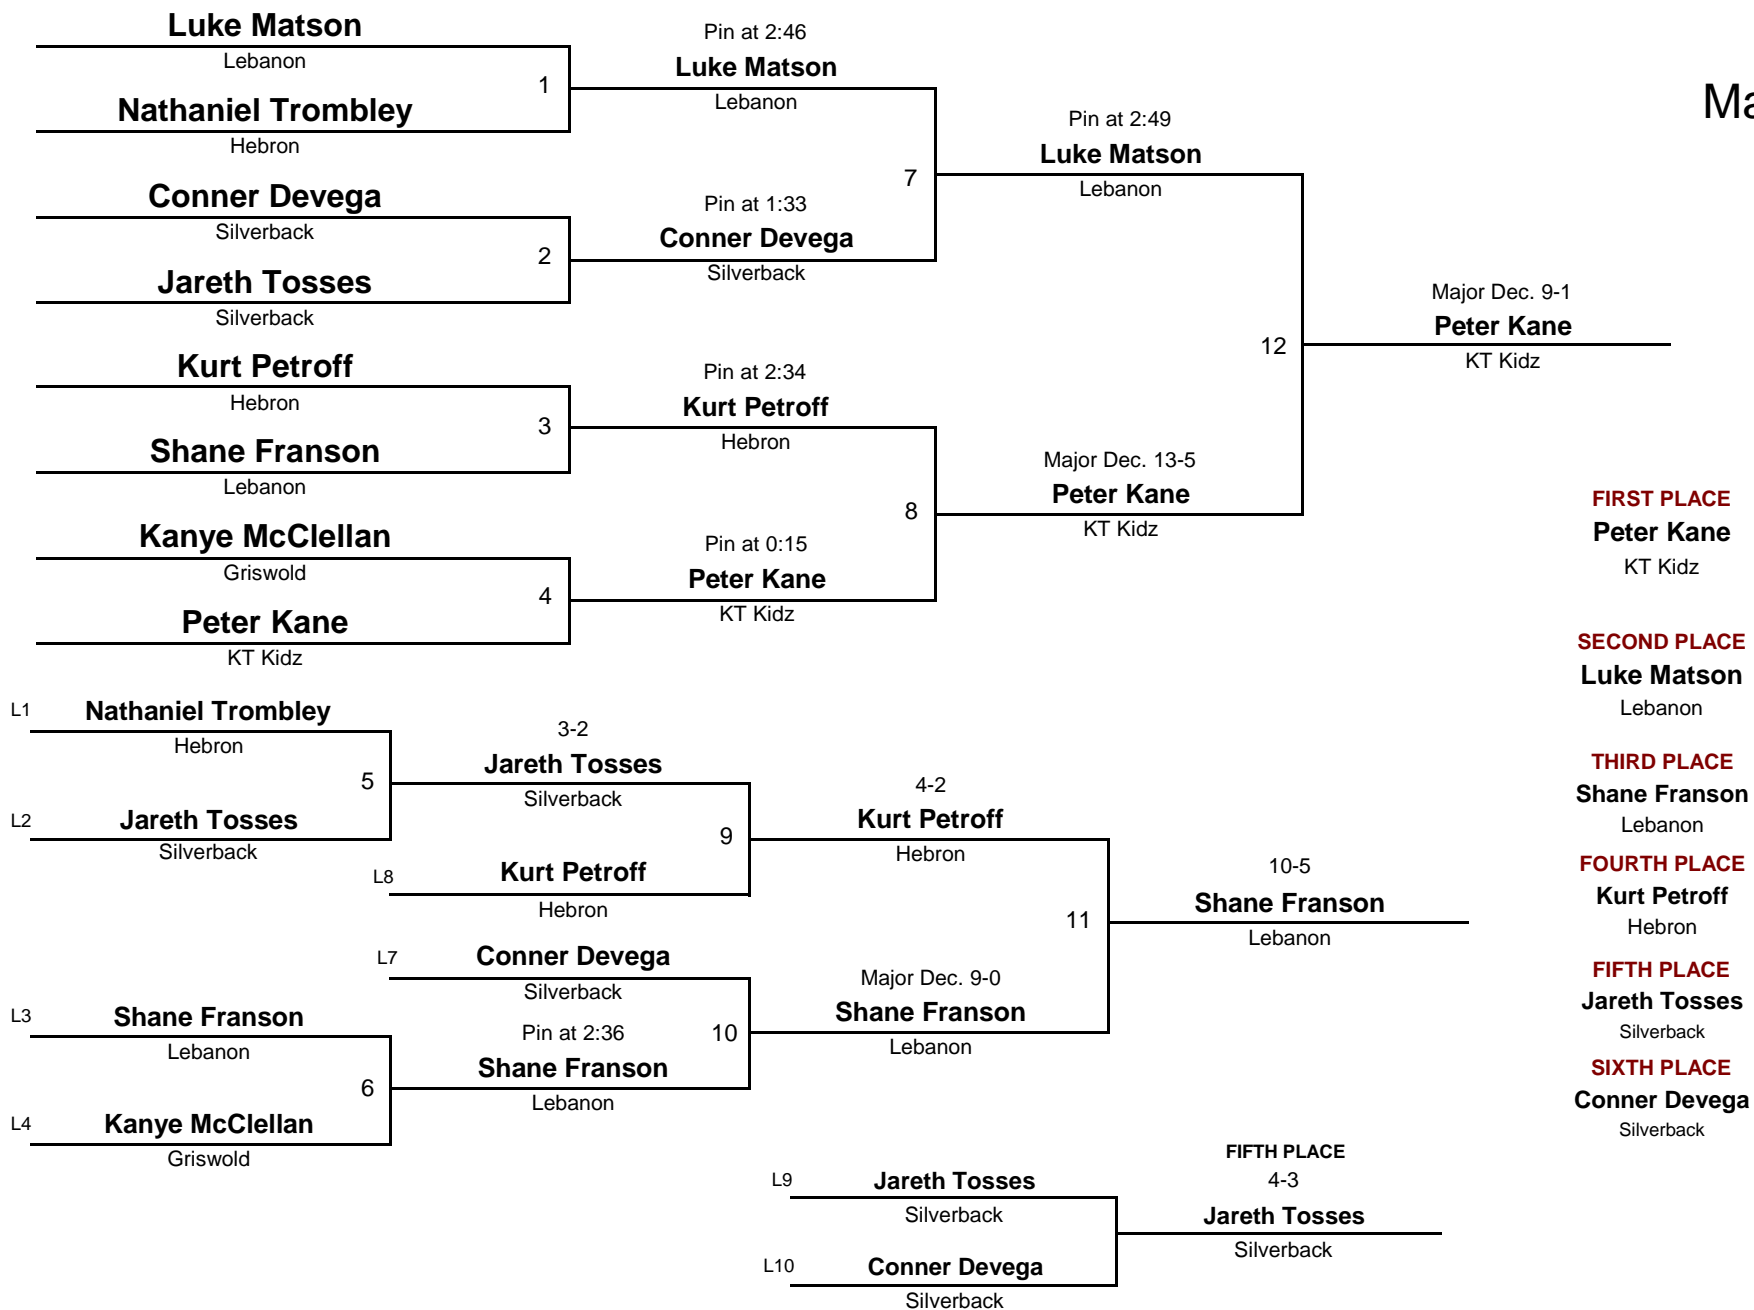 Luke Matson
Lebanon
1
Nathaniel Trombley
Hebron
Conner Devega
Silverback
2
Jareth Tosses
Silverback
Kurt Petroff
Hebron
3
Shane Franson
Lebanon
Kanye McClellan
Griswold
4
Peter Kane
KT Kidz
Pin at 2:46
Luke Matson
Lebanon
7
Pin at 1:33
Conner Devega
Silverback
Pin at 2:34
Kurt Petroff
Hebron
8
Pin at 0:15
Peter Kane
KT Kidz
Pin at 2:49
Luke Matson
Lebanon
12
Major Dec. 13-5
Peter Kane
KT Kidz
Major Dec. 9-1
Peter Kane
KT Kidz
Ma
L1 Nathaniel Trombley
Hebron
5
L2 Jareth Tosses
Silverback
L3 Shane Franson
Lebanon
6
L4 Kanye McClellan
Griswold
3-2
Jareth Tosses
Silverback
9
L8 Kurt Petroff
Hebron
L7 Conner Devega
Silverback
10
Pin at 2:36
Shane Franson
Lebanon
4-2
Kurt Petroff
Hebron
11
Major Dec. 9-0
Shane Franson
Lebanon
10-5
Shane Franson
Lebanon
L9 Jareth Tosses
Silverback
L10 Conner Devega
Silverback
FIFTH PLACE
4-3
Jareth Tosses
Silverback
FIRST PLACE
Peter Kane
KT Kidz
SECOND PLACE
Luke Matson
Lebanon
THIRD PLACE
Shane Franson
Lebanon
FOURTH PLACE
Kurt Petroff
Hebron
FIFTH PLACE
Jareth Tosses
Silverback
SIXTH PLACE
Conner Devega
Silverback